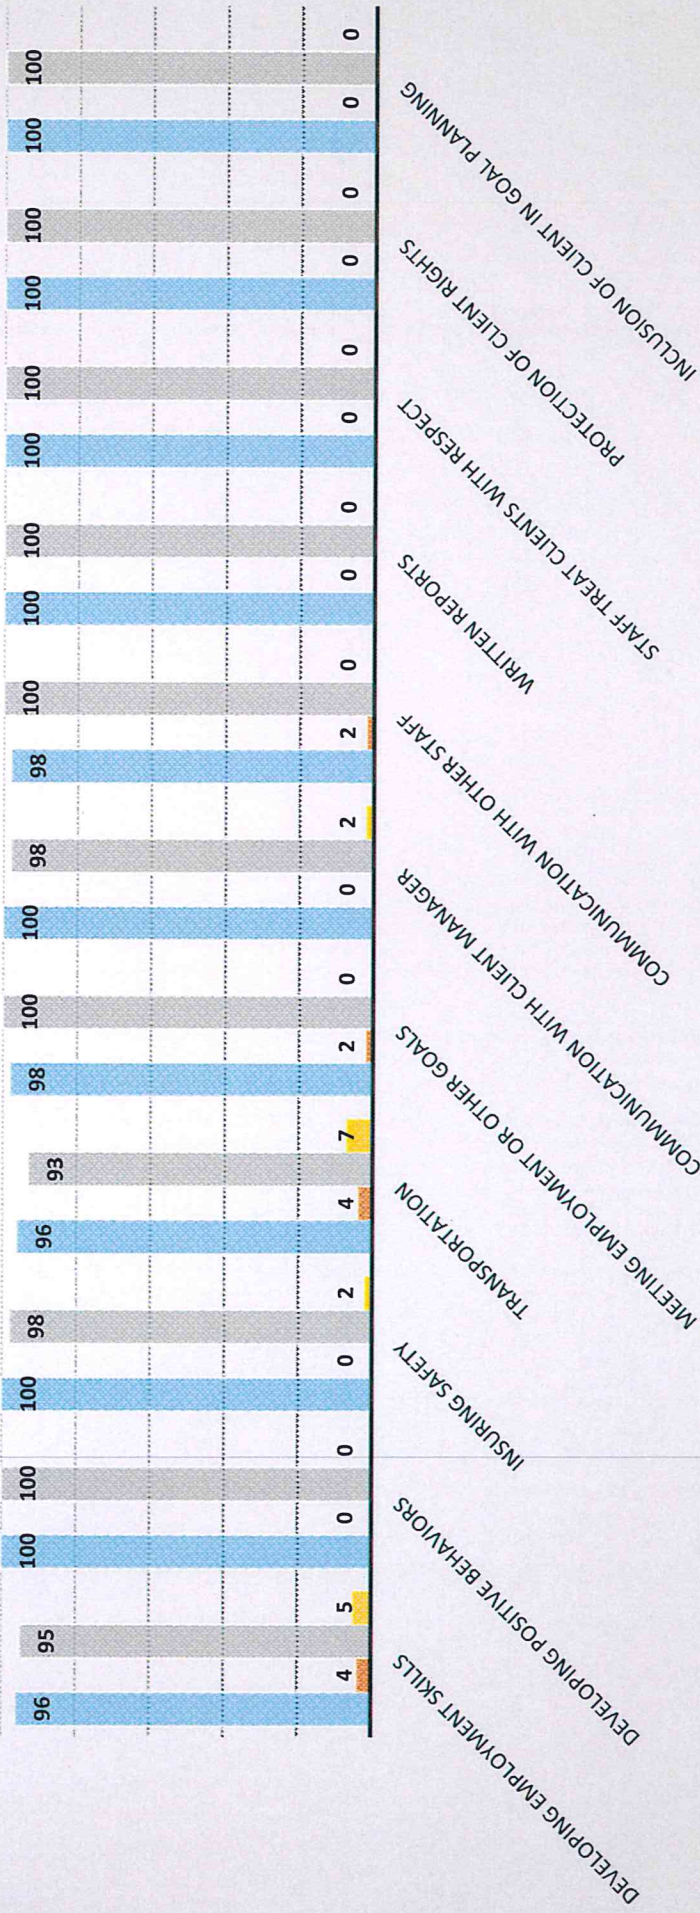 96 4 95 5
100 0 100 0
100 0 98 2
96 4 93 7
98 2 100 0
100 0 98 2
98 2 100 0
100 0 100 0
100 0 100 0
100 0 100 0
100 0 100 0
DEVELOPING EMPLOYMENT SKILLS
DEVELOPING POSITIVE BEHAVIORS
INSURING SAFETY
TRANSPORTATION
MEETING EMPLOYMENT OR OTHER GOALS
COMMUNICATION WITH CLIENT MANAGER
COMMUNICATION WITH OTHER STAFF
WRITTEN REPORTS
STAFF TREAT CLIENTS WITH RESPECT
PROTECTION OF CLIENT RIGHTS
INCLUSION OF CLIENT IN GOAL PLANNING